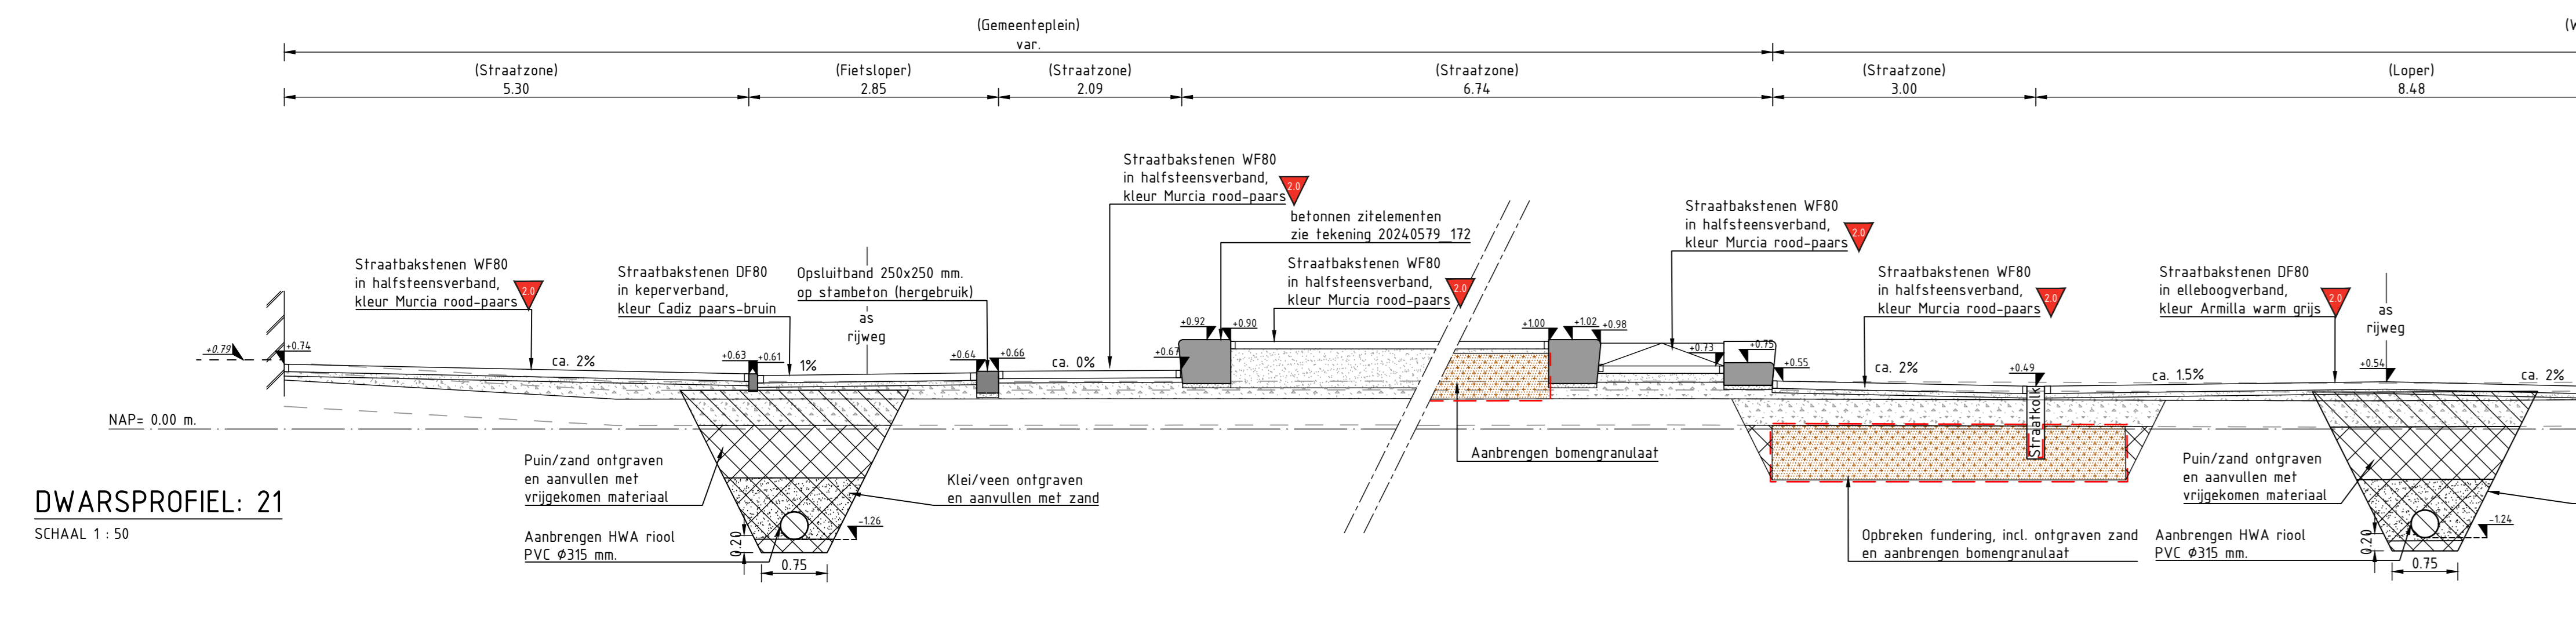 (Gemeenteplein)
var.
(Straatzone)
5.30
(Fietsloper)
2.85
(Straatzone)
2.09
(Straatzone)
6.74
(Straatzone)
3.00
(Loper)
8.48
Straatbakstenen WF80
in halfsteensverband,
kleur Murcia rood-paars
2.0
betonnen zitelementen
zie tekening 20240579_172
Straatbakstenen WF80
in halfsteensverband,
kleur Murcia rood-paars
2.0
Straatbakstenen WF80
in halfsteensverband,
kleur Murcia rood-paars
2.0
Straatbakstenen WF80
in halfsteensverband,
kleur Murcia rood-paars
2.0
Straatbakstenen DF80
in keperverband,
kleur Cadiz paars-bruin
Opsluitband 250x250 mm.
op stambeton (hergebruik)
as
rijweg
Straatbakstenen WF80
in halfsteensverband,
kleur Murcia rood-paars
2.0
Straatbakstenen DF80
in elleboogverband,
kleur Armilla warm grijs
2.0
as
rijweg
+0.79
+0.74
ca. 2%
+0.63
+0.61
1%
+0.64
+0.66
ca. 0%
+0.67
+0.92
+0.90
+1.00
+1.02
+0.98
+0.73
+0.75
+0.55
ca. 2%
+0.49
ca. 1.5%
+0.54
ca. 2%
Straatkolk
NAP= 0.00 m.
Aanbrengen bomengranulaat
Puin/zand ontgraven
en aanvullen met
vrijgekomen materiaal
Klei/veen ontgraven
en aanvullen met zand
Puin/zand ontgraven
en aanvullen met
vrijgekomen materiaal
DWARSPROFIEL: 21
SCHAAL 1 : 50
Aanbrengen HWA riool
PVC Ø315 mm.
0.20
0.75
-1.26
Opbreken fundering, incl. ontgraven zand
en aanbrengen bomengranulaat
Aanbrengen HWA riool
PVC Ø315 mm.
0.20
0.75
-1.24